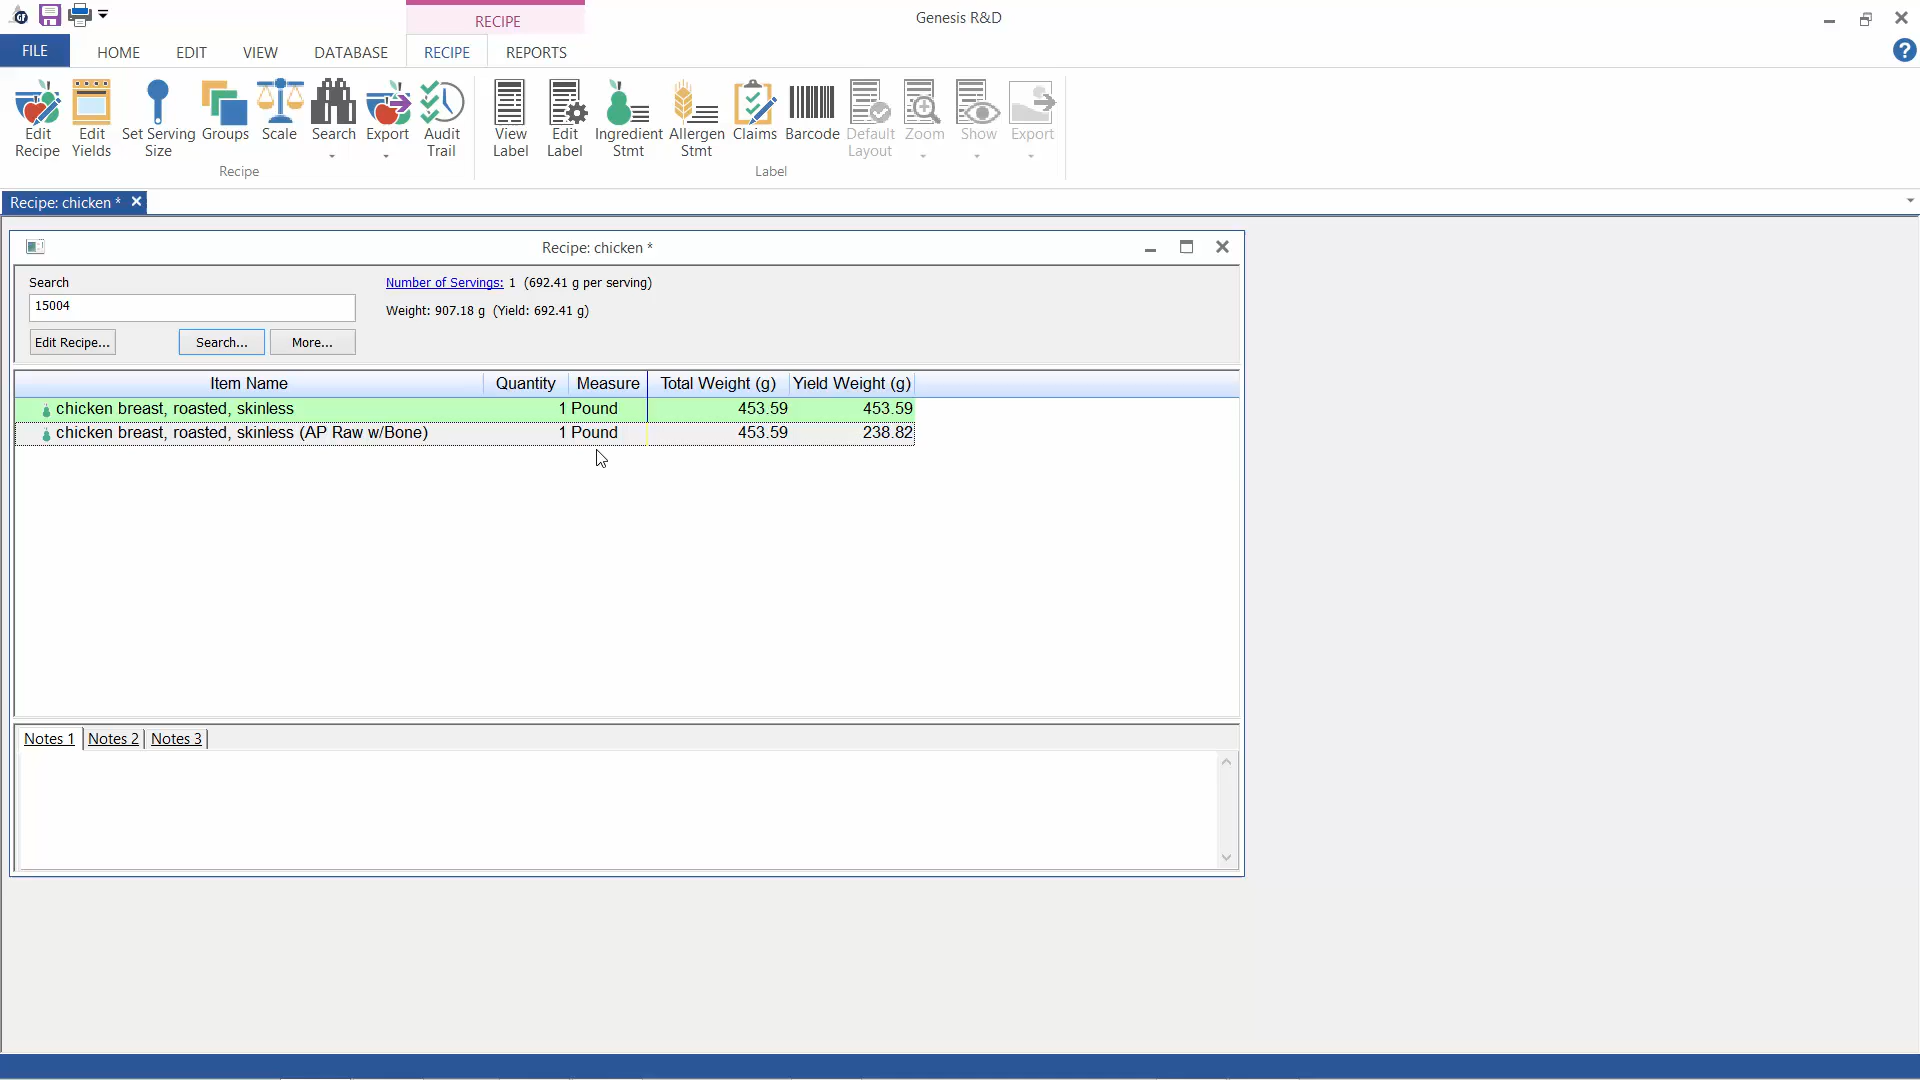 RECIPE
Genesis R&D
FILE HOME EDIT VIEW DATABASE RECIPE REPORTS
Edit Recipe
Edit Yields
Set Serving Size
Groups
Scale
Search
Export
Audit Trail
View Label
Edit Label
Ingredient Stmt
Allergen Stmt
Claims
Barcode
Default Layout
Zoom
Show
Export
Recipe
Label
Recipe: chicken *
Recipe: chicken *
Search
Number of Servings: 1 (692.41 g per serving)
15004
Weight: 907.18 g (Yield: 692.41 g)
Edit Recipe... Search... More...
Item Name Quantity Measure Total Weight (g) Yield Weight (g)
chicken breast, roasted, skinless 1 Pound 453.59 453.59
chicken breast, roasted, skinless (AP Raw w/Bone) 1 Pound 453.59 238.82
Notes 1 Notes 2 Notes 3